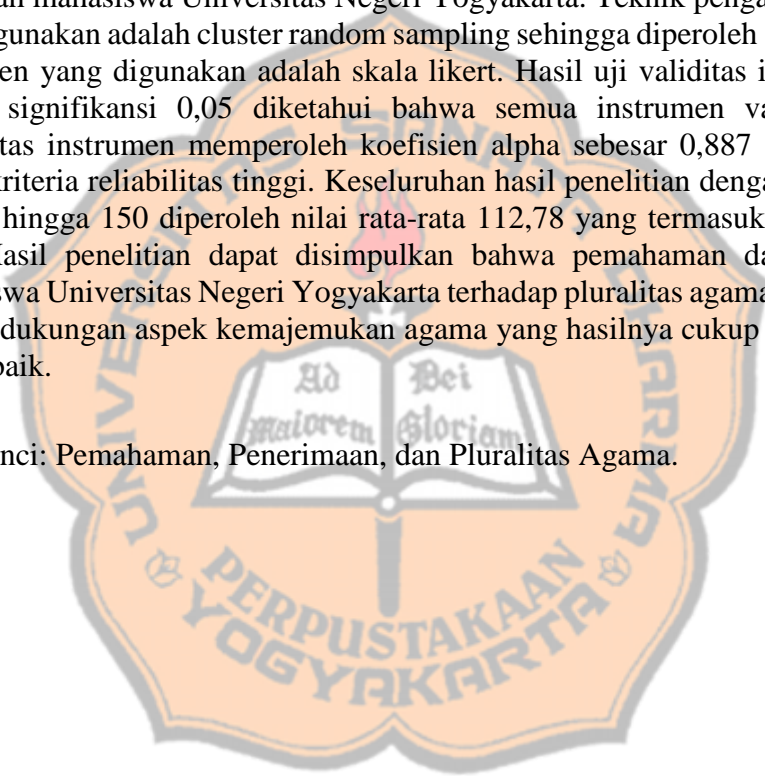 mahasiswa Universitas Negeri Yogyakarta. Teknik
gunakan adalah cluster random sampling sehingga diperoleh
en yang digunakan adalah skala likert. Hasil uji validitas
signifikansi 0,05 diketahui bahwa semua instrumen va
tas instrumen memperoleh koefisien alpha sebesar 0,887
kriteria reliabilitas tinggi. Keseluruhan hasil penelitian denga
hingga 150 diperoleh nilai rata-rata 112,78 yang termasuk
Hasil penelitian dapat disimpulkan bahwa pemahaman da
swa Universitas Negeri Yogyakarta terhadap pluralitas agama
dukungan aspek kemajemukan agama yang hasilnya cukup
baik.
nci: Pemahaman, Penerimaan, dan Pluralitas Agama.
UNIVERSITAS SANATA DHARMA
Ad Dei
Maiorem Gloriam
PERPUSTAKAAN
YOGYAKARTA